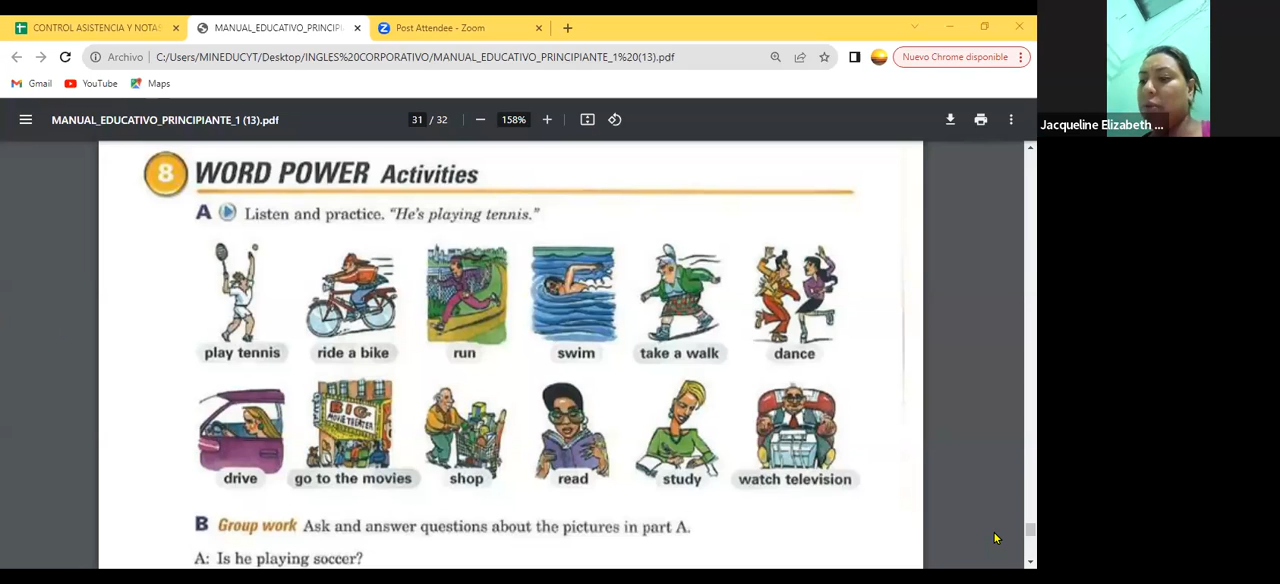 CONTROL ASISTENCIA Y NOTAS
MANUAL_EDUCATIVO_PRINCIPI
Post Attendee - Zoom
Archivo
C:/Users/MINEDUCYT/Desktop/INGLES%20CORPORATIVO/MANUAL_EDUCATIVO_PRINCIPIANTE_1%20(13).pdf
Nuevo Chrome disponible
Gmail YouTube Maps
MANUAL_EDUCATIVO_PRINCIPIANTE_1 (13).pdf
31 / 32
158%
Jacqueline Elizabeth ...
8 WORD POWER Activities
A Listen and practice. "He's playing tennis."
play tennis ride a bike run swim take a walk dance
BIG
MOVIE THEATER
drive go to the movies shop read study watch television
B Group work Ask and answer questions about the pictures in part A.
A: Is he playing soccer?